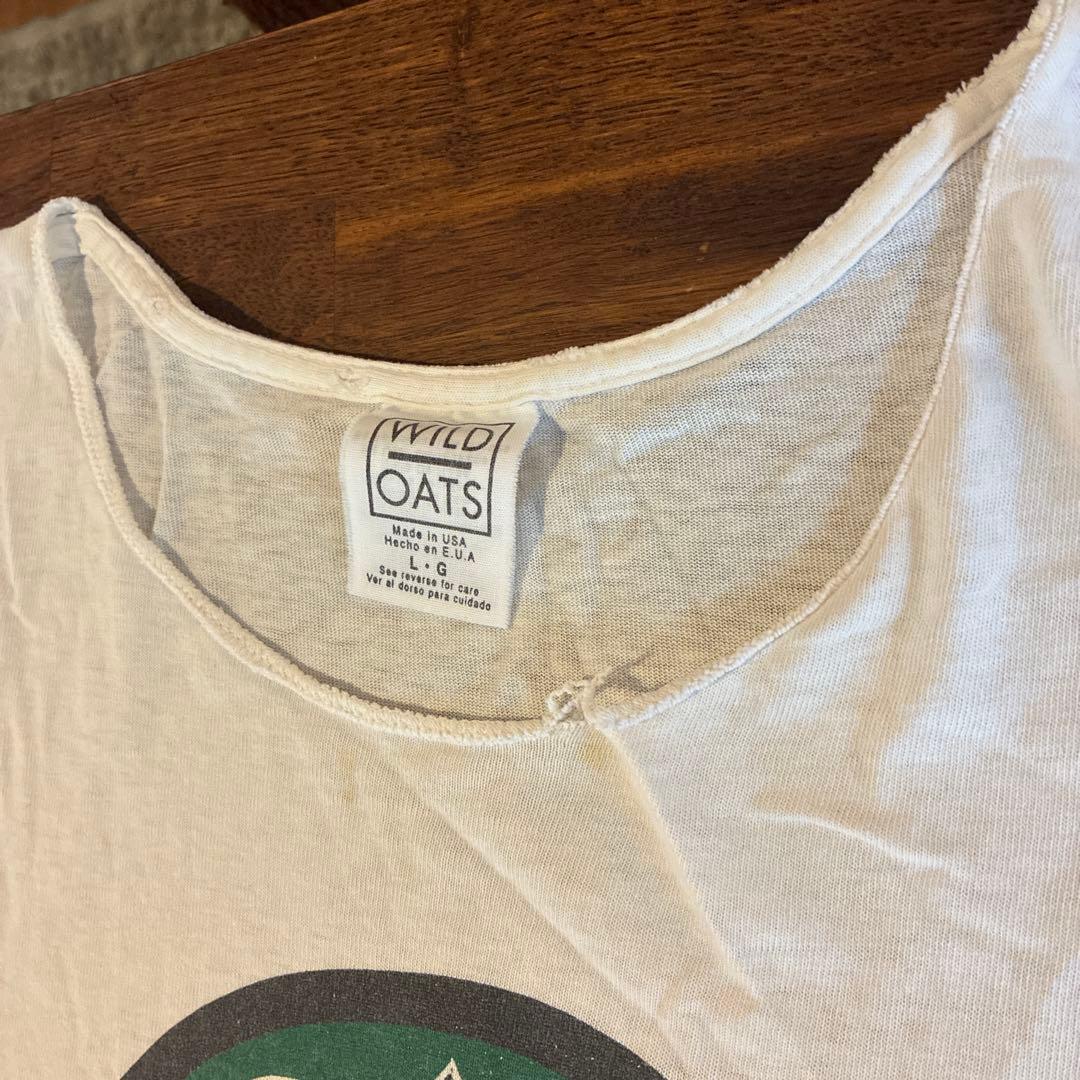 WILD
OATS
Made in USA
Hecho en E.U.A
L • G
See reverse for care
Ver al dorso para cuidado